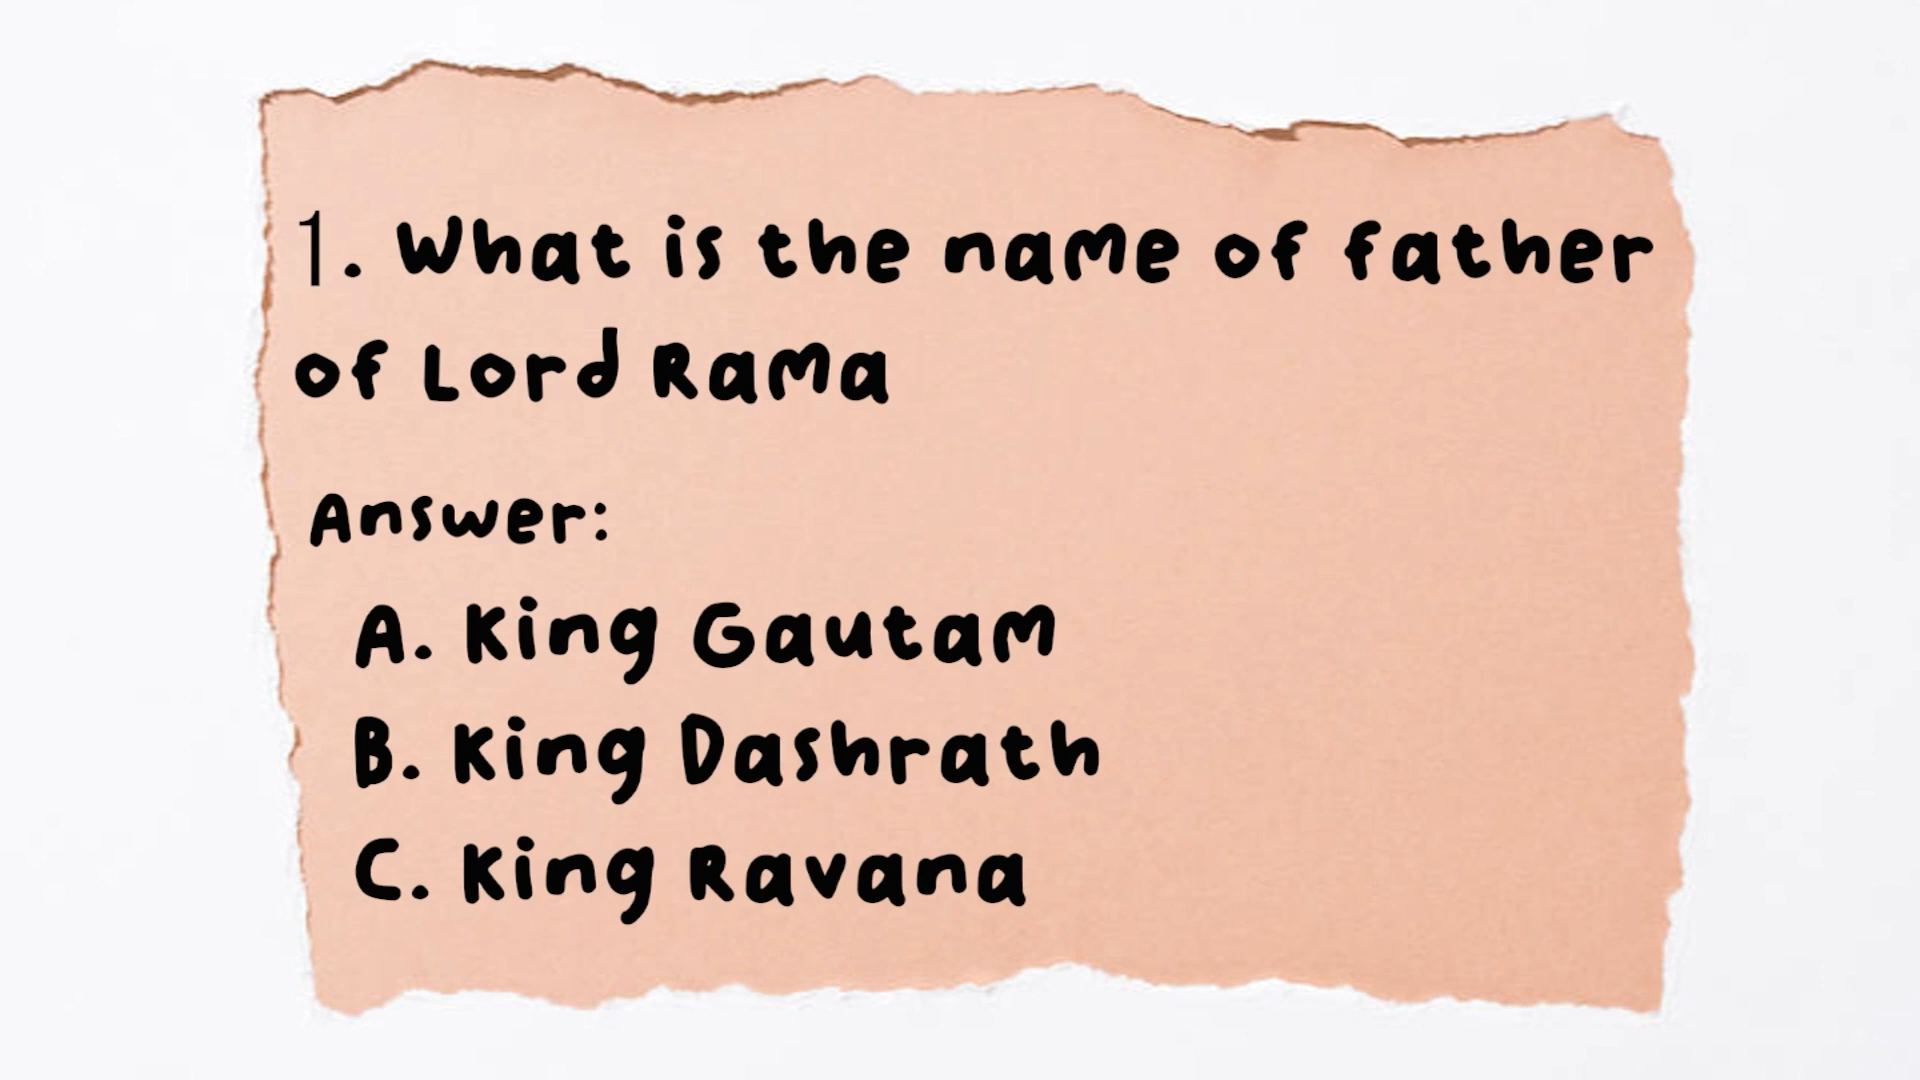 1. What is the name of father
of Lord Rama
Answer:
A. King Gautam
B. King Dashrath
C. King Ravana